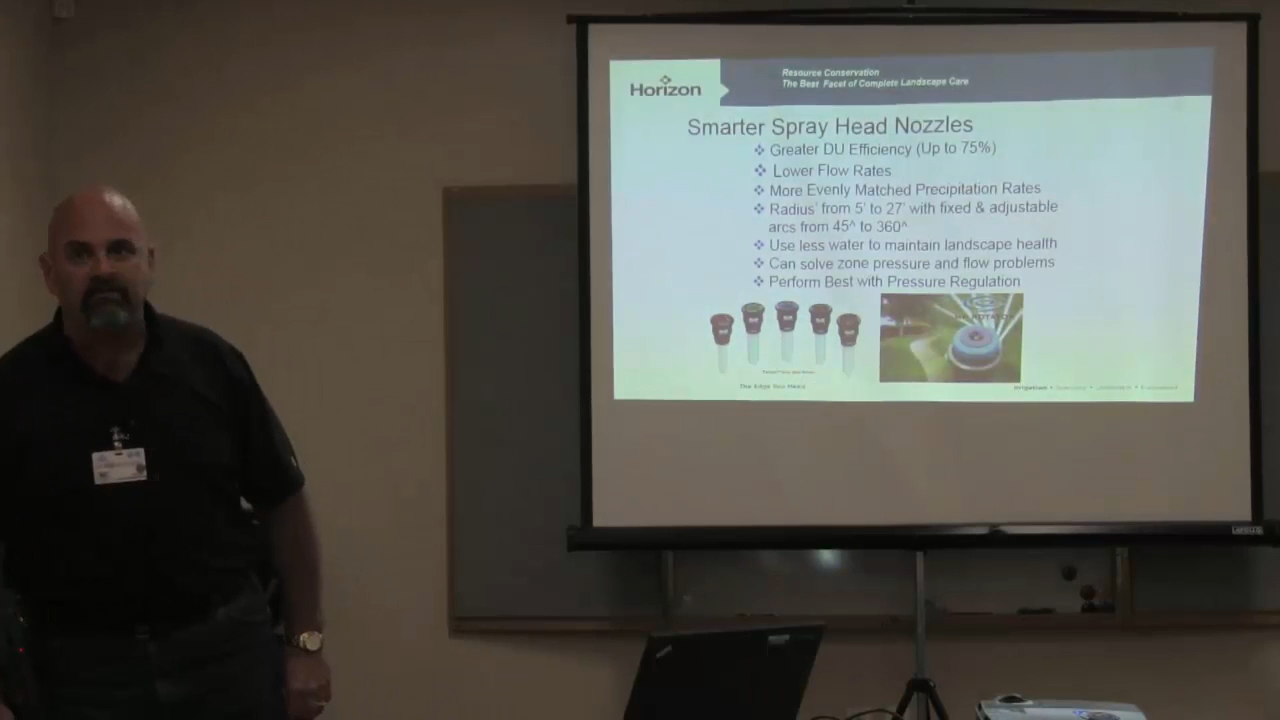 Horizon
Resource Conservation
The Best Facet of Complete Landscape Care
Smarter Spray Head Nozzles
Greater DU Efficiency (Up to 75%)
Lower Flow Rates
More Evenly Matched Precipitation Rates
Radius' from 5' to 27' with fixed & adjustable
arcs from 45^ to 360^
Use less water to maintain landscape health
Can solve zone pressure and flow problems
Perform Best with Pressure Regulation